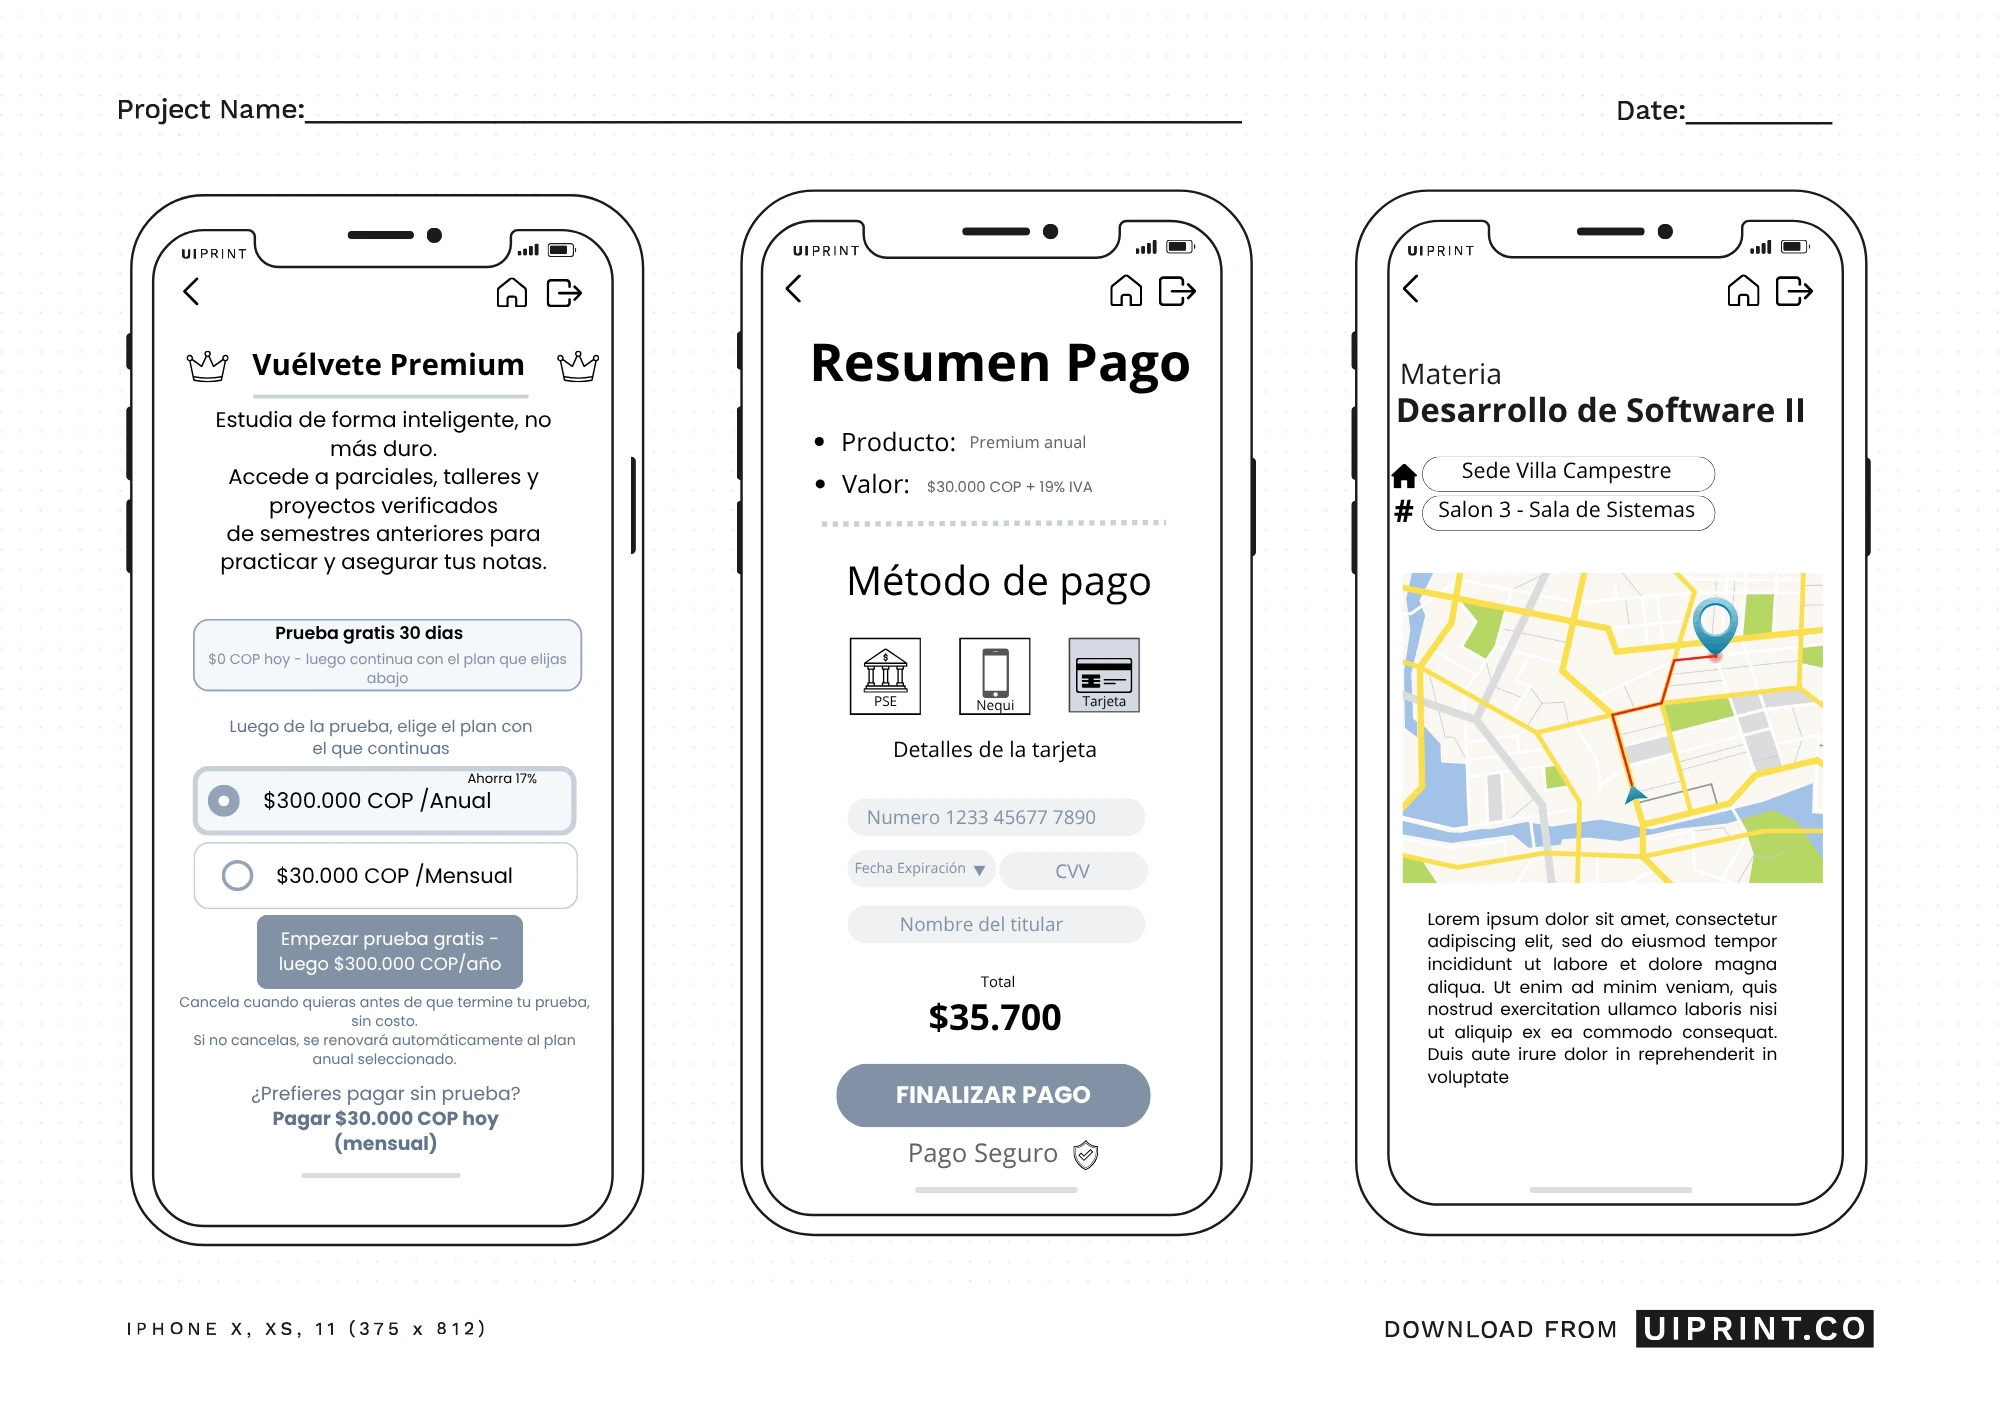 Project Name:
Date:
UIPRINT
Vuélvete Premium
Estudia de forma inteligente, no
más duro.
Accede a parciales, talleres y
proyectos verificados
de semestres anteriores para
practicar y asegurar tus notas.
Prueba gratis 30 dias
$0 COP hoy - luego continua con el plan que elijas
abajo
Luego de la prueba, elige el plan con
el que continuas
Ahorra 17%
$300.000 COP /Anual
$30.000 COP /Mensual
Empezar prueba gratis -
luego $300.000 COP/año
Cancela cuando quieras antes de que termine tu prueba,
sin costo.
Si no cancelas, se renovará automáticamente al plan
anual seleccionado.
¿Prefieres pagar sin prueba?
Pagar $30.000 COP hoy
(mensual)
UIPRINT
Resumen Pago
• Producto: Premium anual
• Valor: $30.000 COP + 19% IVA
Método de pago
PSE
Nequi
Tarjeta
Detalles de la tarjeta
Numero 1233 45677 7890
Fecha Expiración
CVV
Nombre del titular
Total
$35.700
FINALIZAR PAGO
Pago Seguro
UIPRINT
Materia
Desarrollo de Software II
Sede Villa Campestre
# Salon 3 - Sala de Sistemas
Lorem ipsum dolor sit amet, consectetur
adipiscing elit, sed do eiusmod tempor
incididunt ut labore et dolore magna
aliqua. Ut enim ad minim veniam, quis
nostrud exercitation ullamco laboris nisi
ut aliquip ex ea commodo consequat.
Duis aute irure dolor in reprehenderit in
voluptate
IPHONE X, XS, 11 (375 x 812)
DOWNLOAD FROM UIPRINT.CO